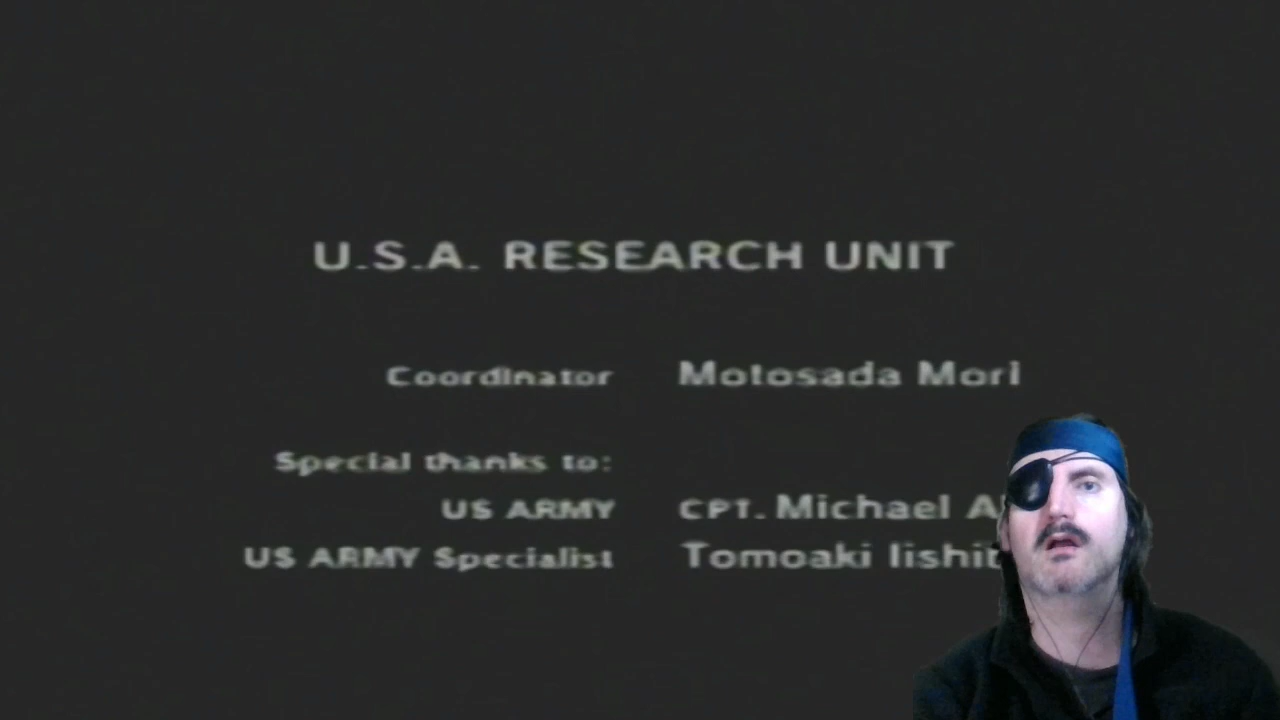 U.S.A. RESEARCH UNIT
Coordinator Motosada Mori
Special thanks to:
US ARMY CPT. Michael
US ARMY Specialist Tomoaki